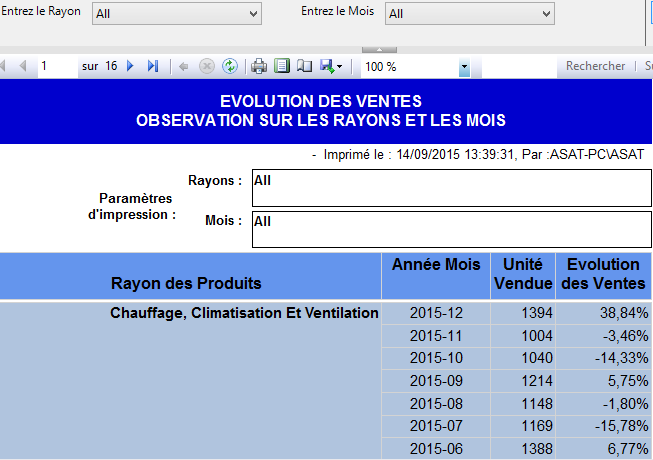 Entrez le Rayon All Entrez le Mois All
1 sur 16 100 % Rechercher
EVOLUTION DES VENTES
OBSERVATION SUR LES RAYONS ET LES MOIS
- Imprimé le : 14/09/2015 13:39:31, Par :ASAT-PC\ASAT
Paramètres d'impression :
Rayons : All
Mois : All
Rayon des Produits Année Mois Unité Vendue Evolution des Ventes
Chauffage, Climatisation Et Ventilation 2015-12 1394 38,84%
2015-11 1004 -3,46%
2015-10 1040 -14,33%
2015-09 1214 5,75%
2015-08 1148 -1,80%
2015-07 1169 -15,78%
2015-06 1388 6,77%